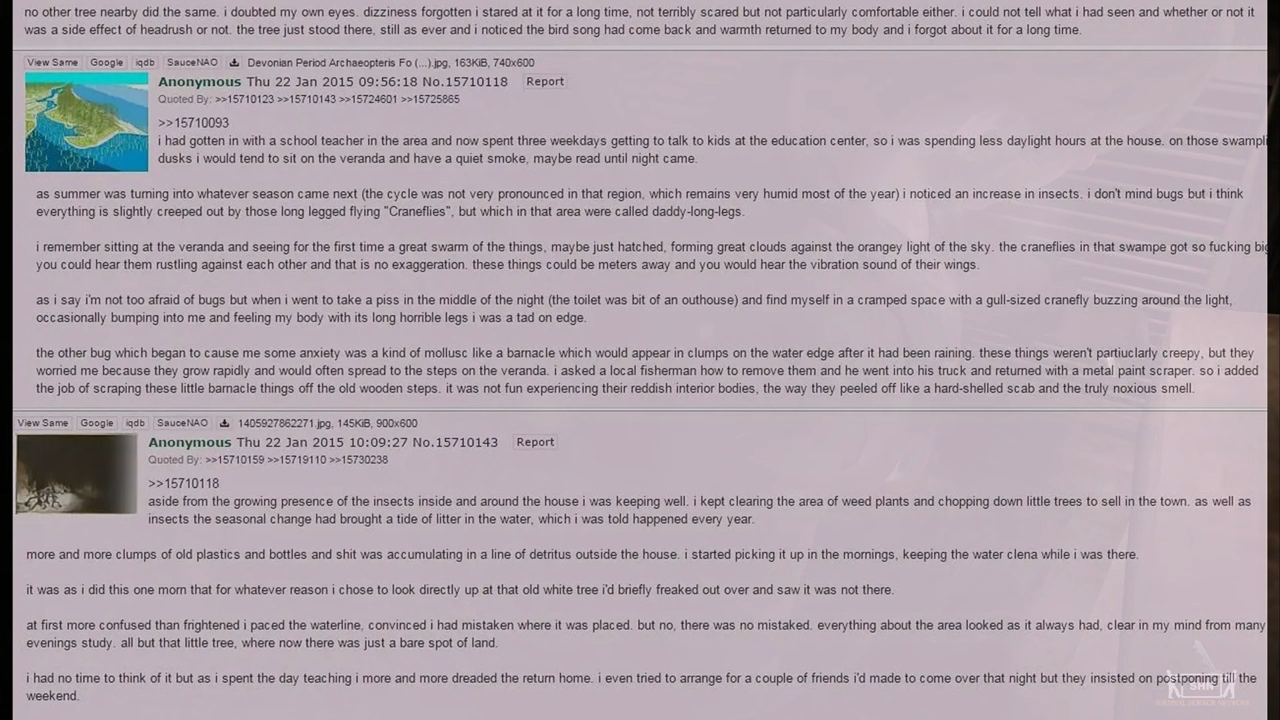 no other tree nearby did the same. i doubted my own eyes. dizziness forgotten i stared at it for a long time, not terribly scared but not particularly comfortable either. i could not tell what i had seen and whether or not it
was a side effect of headrush or not. the tree just stood there, still as ever and i noticed the bird song had come back and warmth returned to my body and i forgot about it for a long time.
View Same Google iqdb SauceNAO Devonian Period Archaeopteris Fo (...).jpg, 163KiB, 740x600
Anonymous Thu 22 Jan 2015 09:56:18 No.15710118 Report
Quoted By: >>15710123 >>15710143 >>15724601 >>15725865
>>15710093
i had gotten in with a school teacher in the area and now spent three weekdays getting to talk to kids at the education center, so i was spending less daylight hours at the house. on those swampli
dusks i would tend to sit on the veranda and have a quiet smoke, maybe read until night came.
as summer was turning into whatever season came next (the cycle was not very pronounced in that region, which remains very humid most of the year) i noticed an increase in insects. i don't mind bugs but i think
everything is slightly creeped out by those long legged flying "Craneflies", but which in that area were called daddy-long-legs.
i remember sitting at the veranda and seeing for the first time a great swarm of the things, maybe just hatched, forming great clouds against the orangey light of the sky. the craneflies in that swampe got so fucking big
you could hear them rustling against each other and that is no exaggeration. these things could be meters away and you would hear the vibration sound of their wings.
as i say i'm not too afraid of bugs but when i went to take a piss in the middle of the night (the toilet was bit of an outhouse) and find myself in a cramped space with a gull-sized cranefly buzzing around the light,
occasionally bumping into me and feeling my body with its long horrible legs i was a tad on edge.
the other bug which began to cause me some anxiety was a kind of mollusc like a barnacle which would appear in clumps on the water edge after it had been raining. these things weren't partiuclarly creepy, but they
worried me because they grow rapidly and would often spread to the steps on the veranda. i asked a local fisherman how to remove them and he went into his truck and returned with a metal paint scraper. so i added
the job of scraping these little barnacle things off the old wooden steps. it was not fun experiencing their reddish interior bodies, the way they peeled off like a hard-shelled scab and the truly noxious smell.
View Same Google iqdb SauceNAO 1405927862271.jpg, 145KiB, 900x600
Anonymous Thu 22 Jan 2015 10:09:27 No.15710143 Report
Quoted By: >>15710159 >>15719110 >>15730238
>>15710118
aside from the growing presence of the insects inside and around the house i was keeping well. i kept clearing the area of weed plants and chopping down little trees to sell in the town. as well as
insects the seasonal change had brought a tide of litter in the water, which i was told happened every year.
more and more clumps of old plastics and bottles and shit was accumulating in a line of detritus outside the house. i started picking it up in the mornings, keeping the water clena while i was there.
it was as i did this one morn that for whatever reason i chose to look directly up at that old white tree i'd briefly freaked out over and saw it was not there.
at first more confused than frightened i paced the waterline, convinced i had mistaken where it was placed. but no, there was no mistaked. everything about the area looked as it always had, clear in my mind from many
evenings study. all but that little tree, where now there was just a bare spot of land.
i had no time to think of it but as i spent the day teaching i more and more dreaded the return home. i even tried to arrange for a couple of friends i'd made to come over that night but they insisted on postponing till the
weekend.